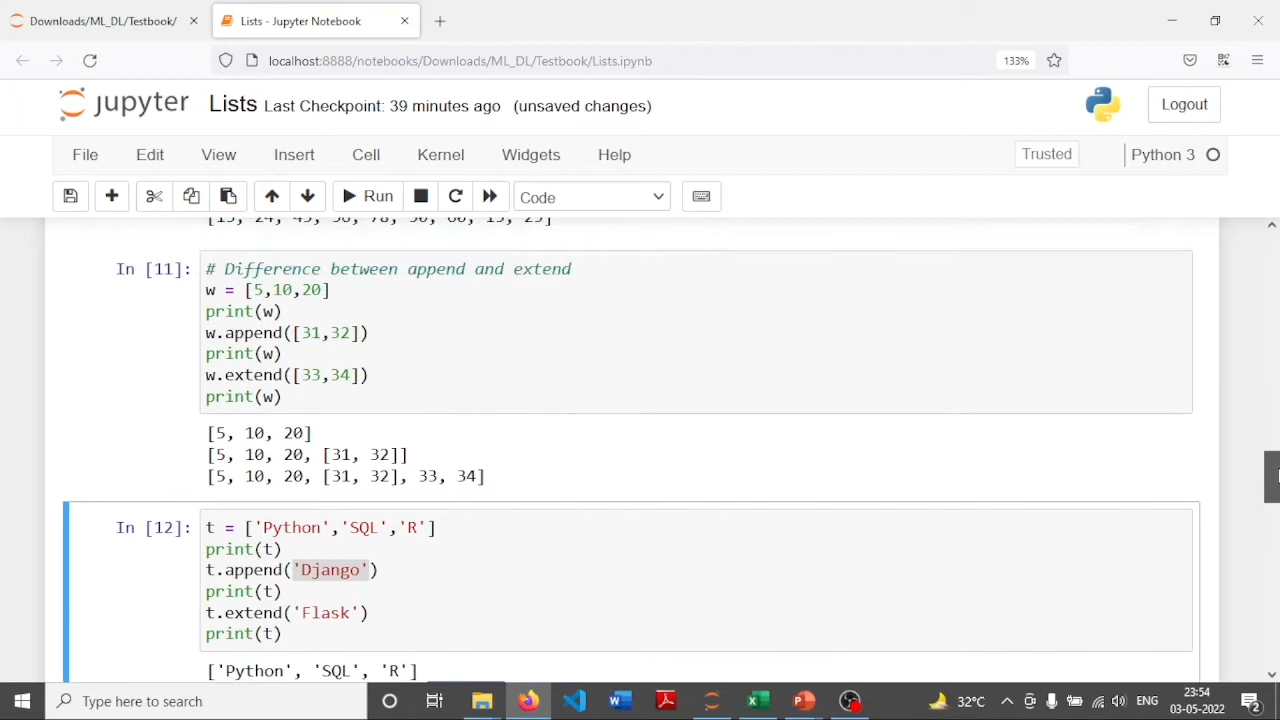 Downloads/ML_DL/Testbook/
Lists - Jupyter Notebook
localhost:8888/notebooks/Downloads/ML_DL/Testbook/Lists.ipynb
133%
jupyter Lists Last Checkpoint: 39 minutes ago (unsaved changes)
Logout
File Edit View Insert Cell Kernel Widgets Help
Trusted
Python 3
Run
Code
In [11]:
# Difference between append and extend
w = [5,10,20]
print(w)
w.append([31,32])
print(w)
w.extend([33,34])
print(w)
[5, 10, 20]
[5, 10, 20, [31, 32]]
[5, 10, 20, [31, 32], 33, 34]
In [12]:
t = ['Python','SQL','R']
print(t)
t.append('Django')
print(t)
t.extend('Flask')
print(t)
['Python', 'SQL', 'R']
Type here to search
32°C
ENG
23:54
03-05-2022
2